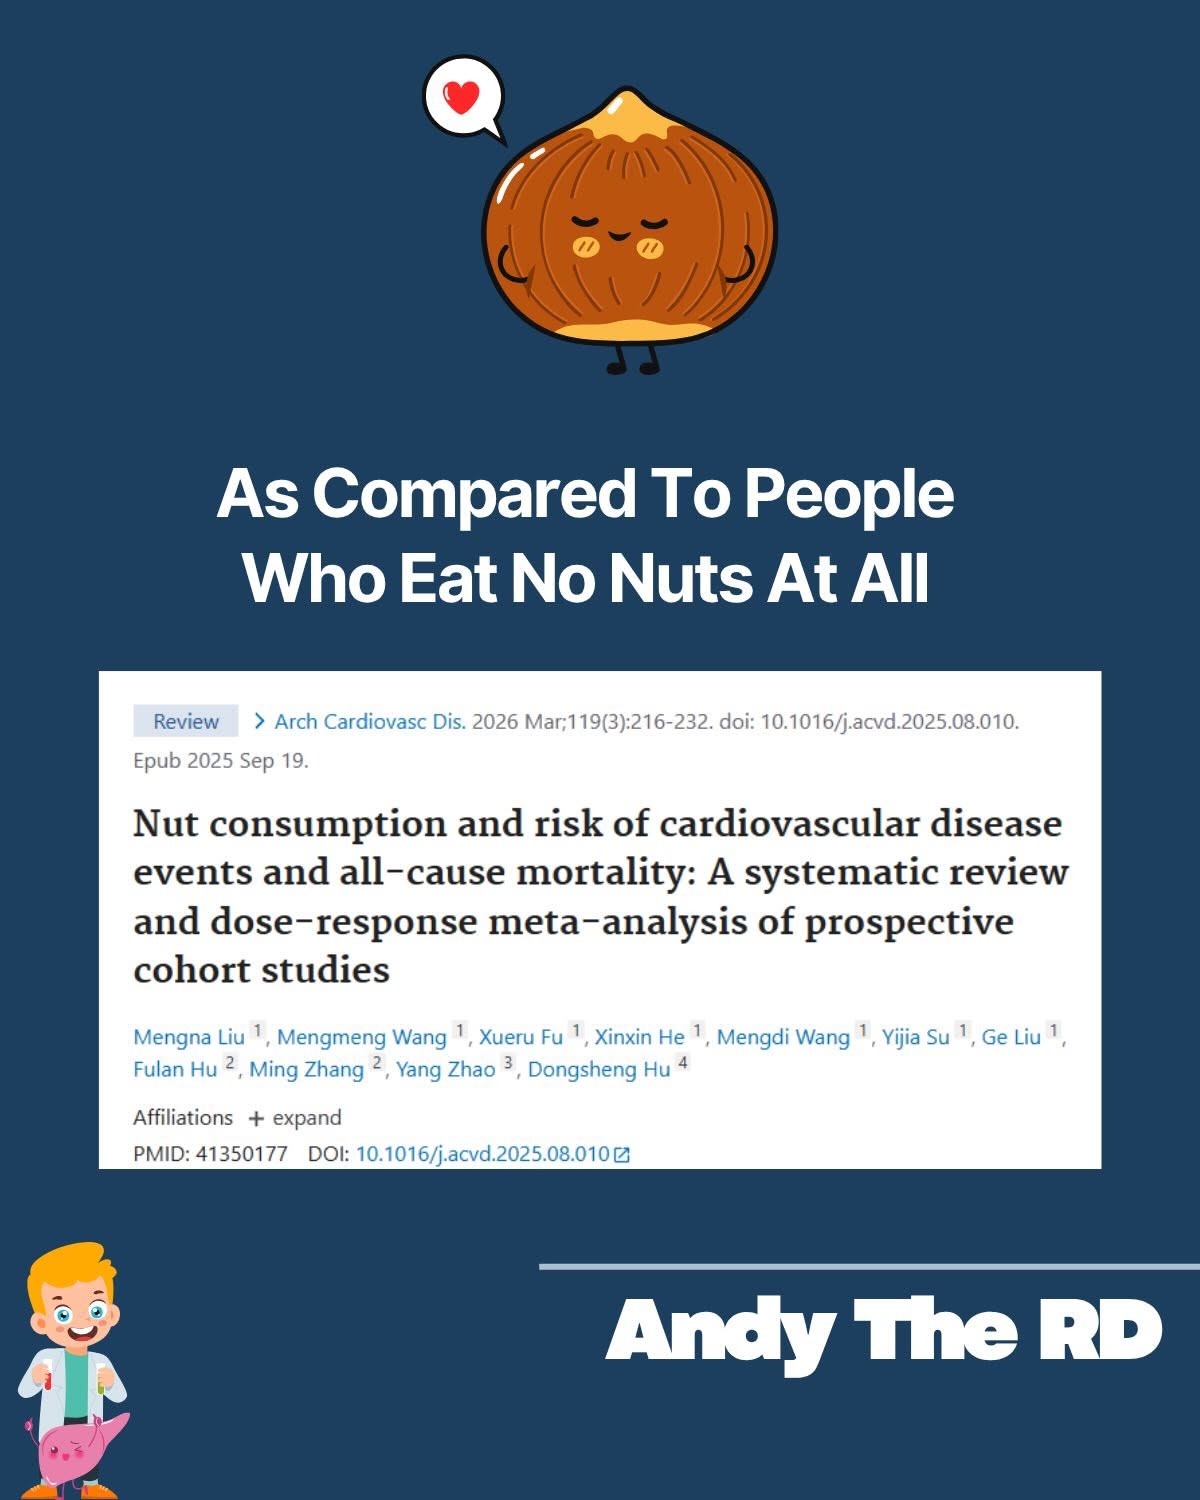 As Compared To People
Who Eat No Nuts At All
Review > Arch Cardiovasc Dis. 2026 Mar;119(3):216-232. doi: 10.1016/j.acvd.2025.08.010.
Epub 2025 Sep 19.
Nut consumption and risk of cardiovascular disease
events and all-cause mortality: A systematic review
and dose-response meta-analysis of prospective
cohort studies
Mengna Liu 1, Mengmeng Wang 1, Xueru Fu 1, Xinxin He 1, Mengdi Wang 1, Yijia Su 1, Ge Liu 1,
Fulan Hu 2, Ming Zhang 2, Yang Zhao 3, Dongsheng Hu 4
Affiliations + expand
PMID: 41350177 DOI: 10.1016/j.acvd.2025.08.010
Andy The RD